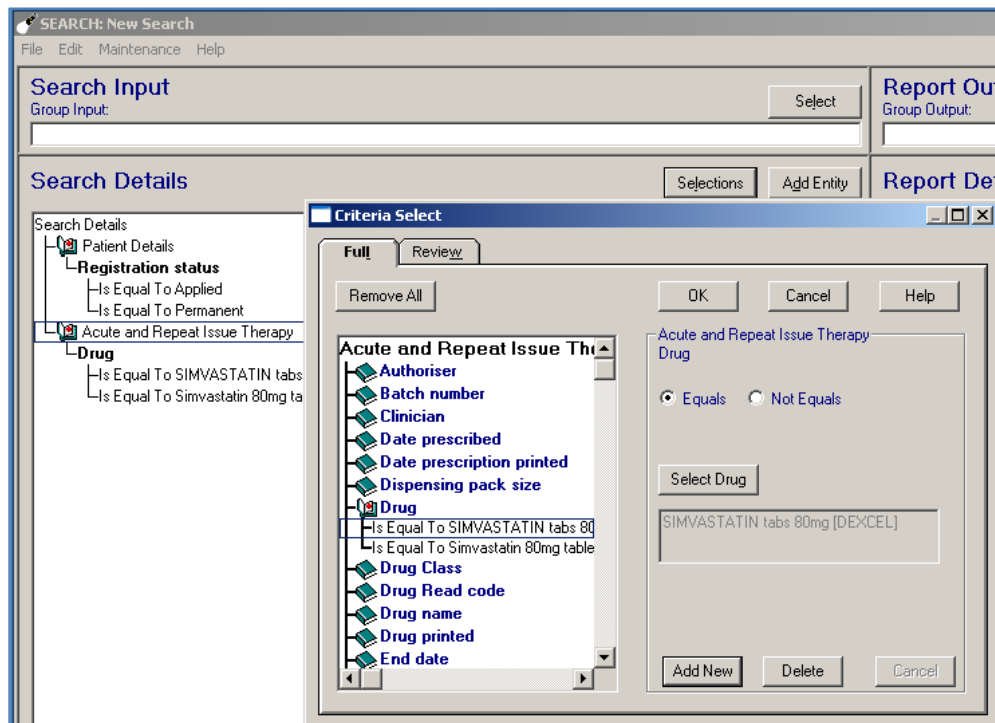 SEARCH: New Search
File Edit Maintenance Help
Search Input
Group Input:
Select
Report Ou
Group Output:
Search Details
Selections
Add Entity
Report De
Search Details
Patient Details
Registration status
Is Equal To Applied
Is Equal To Permanent
Acute and Repeat Issue Therapy
Drug
Is Equal To SIMVASTATIN tabs
Is Equal To Simvastatin 80mg ta
Criteria Select
Full
Review
Remove All
OK
Cancel
Help
Acute and Repeat Issue The
Authoriser
Batch number
Clinician
Date prescribed
Date prescription printed
Dispensing pack size
Drug
Is Equal To SIMVASTATIN tabs 80
Is Equal To Simvastatin 80mg table
Drug Class
Drug Read code
Drug name
Drug printed
End date
Acute and Repeat Issue Therapy
Drug
Equals Not Equals
Select Drug
SIMVASTATIN tabs 80mg [DEXCEL]
Add New
Delete
Cancel